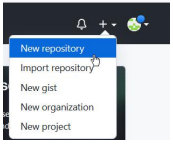 New repository
Import repository
New gist
New organization
New project